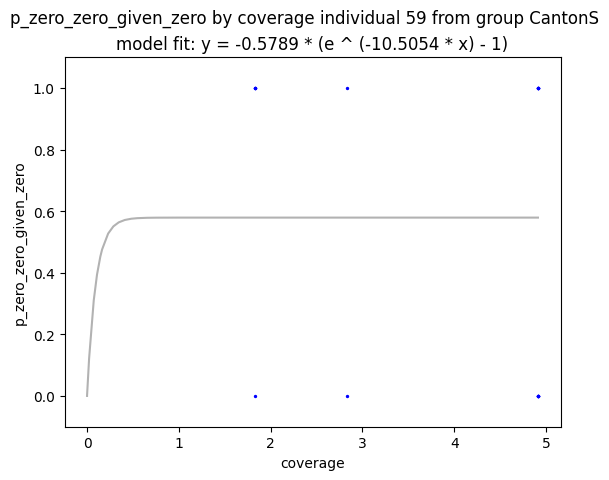 p_zero_zero_given_zero by coverage individual 59 from group CantonS
model fit: y = -0.5789 * (e ^ (-10.5054 * x) - 1)
1.0
0.8
0.6
0.4
0.2
0.0
p_zero_zero_given_zero
0 1 2 3 4 5
coverage